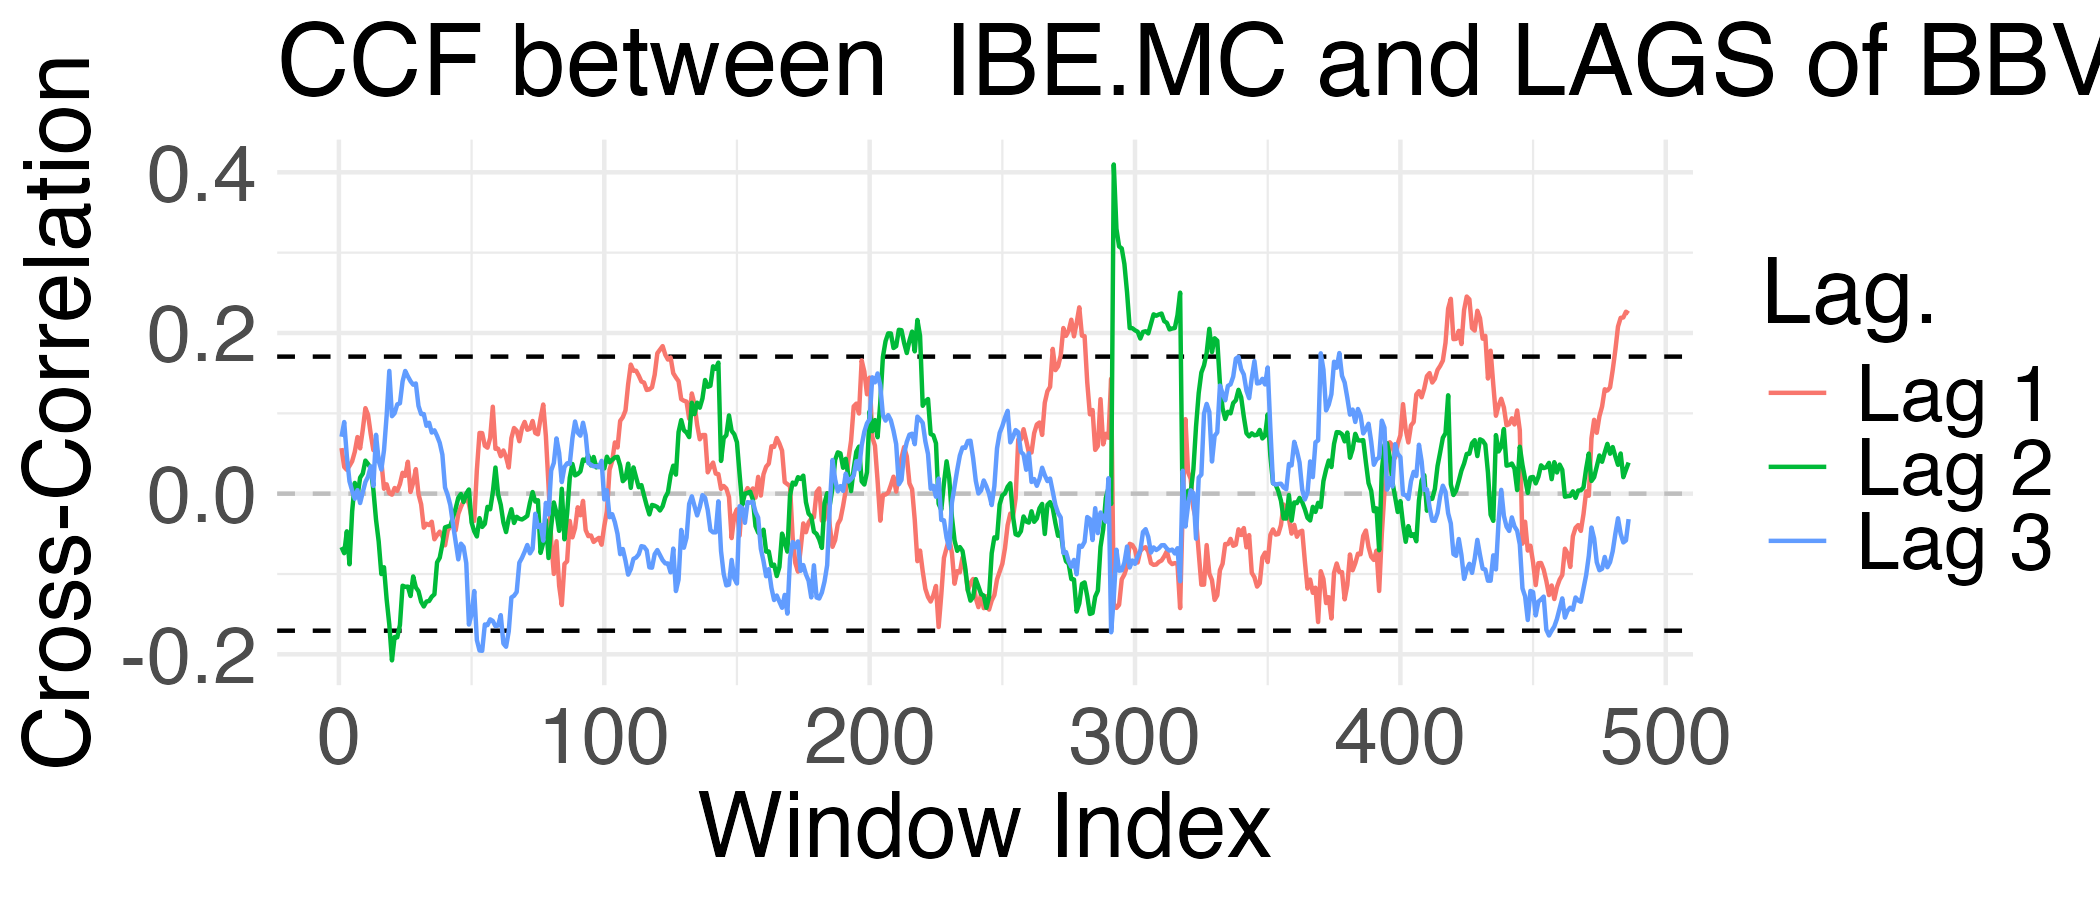 CCF between IBE.MC and LAGS of BBV
Cross-Correlation
0.4
0.2
0.0
-0.2
0
100
200
300
400
500
Window Index
Lag.
Lag 1
Lag 2
Lag 3